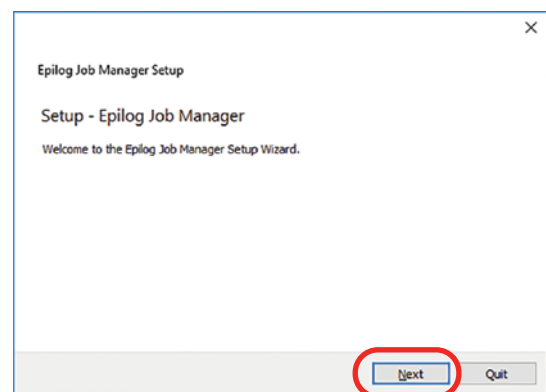 Epilog Job Manager Setup
Setup - Epilog Job Manager
Welcome to the Epilog Job Manager Setup Wizard.
Next
Quit